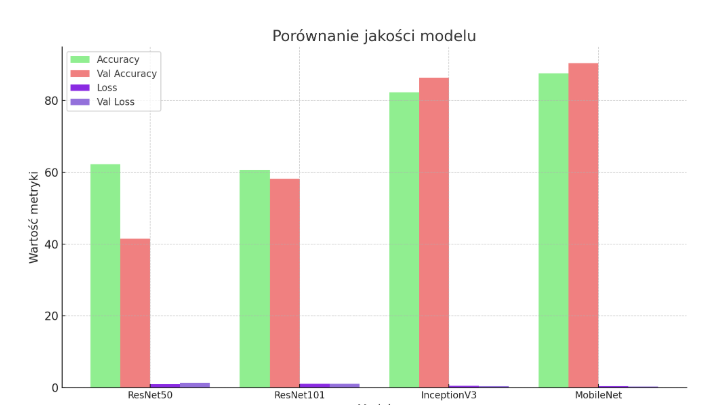 Porównanie jakości modelu
Accuracy
Val Accuracy
Loss
Val Loss
Wartość metryki
80
60
40
20
0
ResNet50 ResNet101 InceptionV3 MobileNet